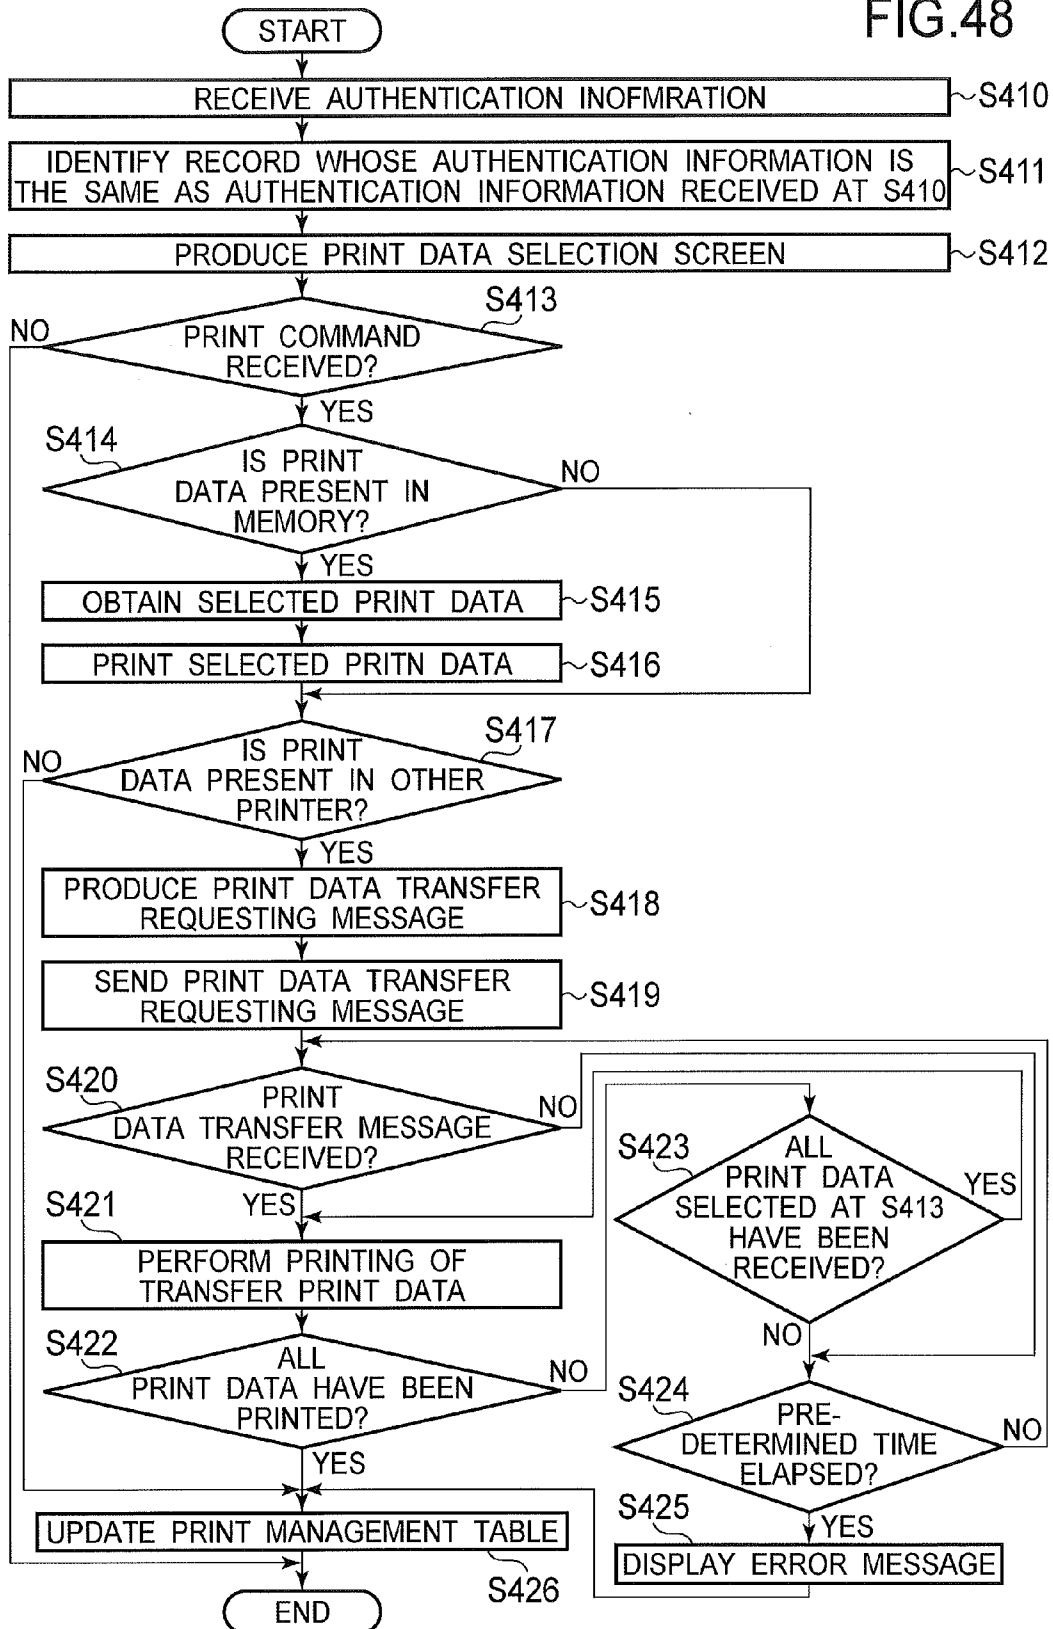 FIG.48
START
RECEIVE AUTHENTICATION INOFMRATION
S410
IDENTIFY RECORD WHOSE AUTHENTICATION INFORMATION IS
THE SAME AS AUTHENTICATION INFORMATION RECEIVED AT S410
S411
PRODUCE PRINT DATA SELECTION SCREEN
S412
S413
NO
PRINT COMMAND
RECEIVED?
YES
S414
IS PRINT
DATA PRESENT IN
MEMORY?
NO
YES
OBTAIN SELECTED PRINT DATA
S415
PRINT SELECTED PRITN DATA
S416
S417
NO
IS PRINT
DATA PRESENT IN OTHER
PRINTER?
YES
PRODUCE PRINT DATA TRANSFER
REQUESTING MESSAGE
S418
SEND PRINT DATA TRANSFER
REQUESTING MESSAGE
S419
S420
PRINT
DATA TRANSFER MESSAGE
RECEIVED?
NO
YES
S421
PERFORM PRINTING OF
TRANSFER PRINT DATA
S422
ALL
PRINT DATA HAVE BEEN
PRINTED?
NO
YES
S423
ALL
PRINT DATA
SELECTED AT S413
HAVE BEEN
RECEIVED?
YES
NO
S424
PRE-
DETERMINED TIME
ELAPSED?
NO
YES
S425
DISPLAY ERROR MESSAGE
UPDATE PRINT MANAGEMENT TABLE
S426
END